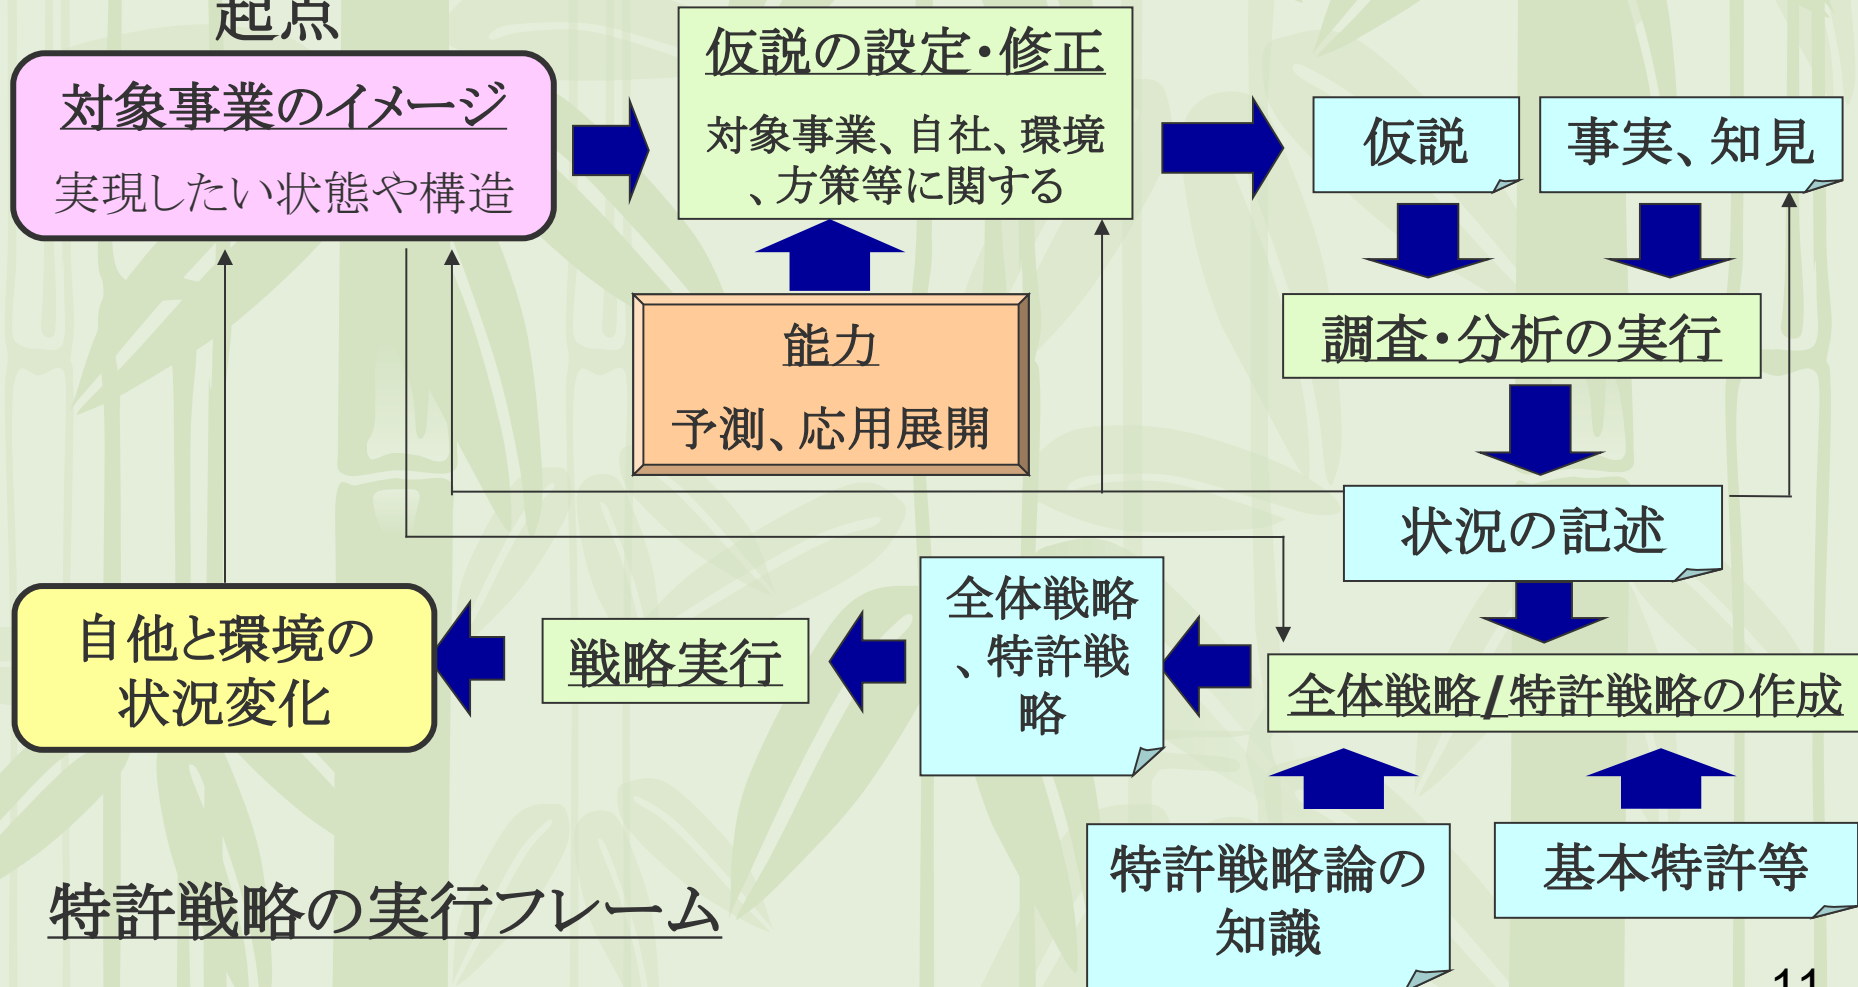 起点
対象事業のイメージ
実現したい状態や構造
仮説の設定・修正
対象事業、自社、環境
、方策等に関する
仮説
事実、知見
能力
予測、応用展開
調査・分析の実行
状況の記述
自他と環境の
状況変化
戦略実行
全体戦略
、特許戦
略
全体戦略/特許戦略の作成
特許戦略論の
知識
基本特許等
特許戦略の実行フレーム
11